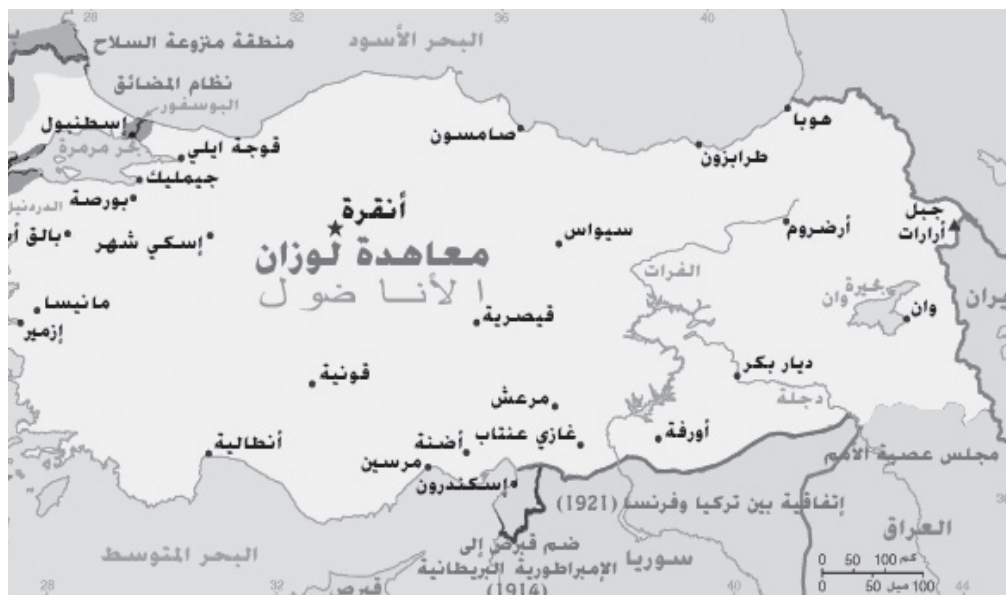 28
32
36
40
البحر الأسود
منطقة منزوعة السلاح
نظام المضائق
البوسفور
إسطنبول
بحر مرمرة
قوجة ايلي
جيمليك
بورصة
الدردنيل
إسكي شهر
مانيسا
إزمير
صامسون
طرابزون
هوبا
أنقرة
معاهدة لوزان
الأناضول
سيواس
أرضروم
جبل
أرارات
الفرات
بحيرة
وان
وان
قيصرية
قونية
ديار بكر
دجلة
مرعش
أورفة
غازي عنتاب
أضنة
مرسين
إسكندرون
أنطالية
مجلس عصبة الأمم
إتفاقية بين تركيا وفرنسا (1921)
العراق
سوريا
البحر المتوسط
ضم قبرص إلى
الإمبراطورية البريطانية
(1914)
قبرص
0 50 100 كم
0 50 100 ميل
28
32
40
44